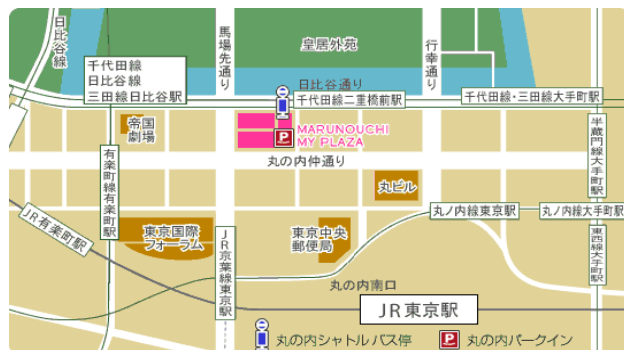 日比谷線
馬場先通り
皇居外苑
行幸通り
千代田線
日比谷線
三田線日比谷駅
日比谷通り
千代田線二重橋前駅
千代田線・三田線大手町駅
帝国
劇場
MARUNOUCHI
MY PLAZA
P
半蔵門線大手町駅
有楽町線有楽町駅
丸の内仲通り
丸ビル
JR有楽町駅
丸ノ内線東京駅
丸ノ内線大手町駅
東京国際
フォーラム
JR京葉線東京駅
東京中央
郵便局
東西線大手町駅
丸の内南口
JR東京駅
丸の内シャトルバス停
P
丸の内パークイン